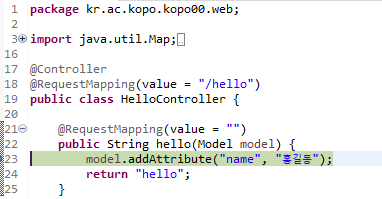 1 package kr.ac.kopo.kopo00.web;
2
3 import java.util.Map;
16
17 @Controller
18 @RequestMapping(value = "/hello")
19 public class HelloController {
20
21 @RequestMapping(value = "")
22 public String hello(Model model) {
23 model.addAttribute("name", "홍길동");
24 return "hello";
25 }